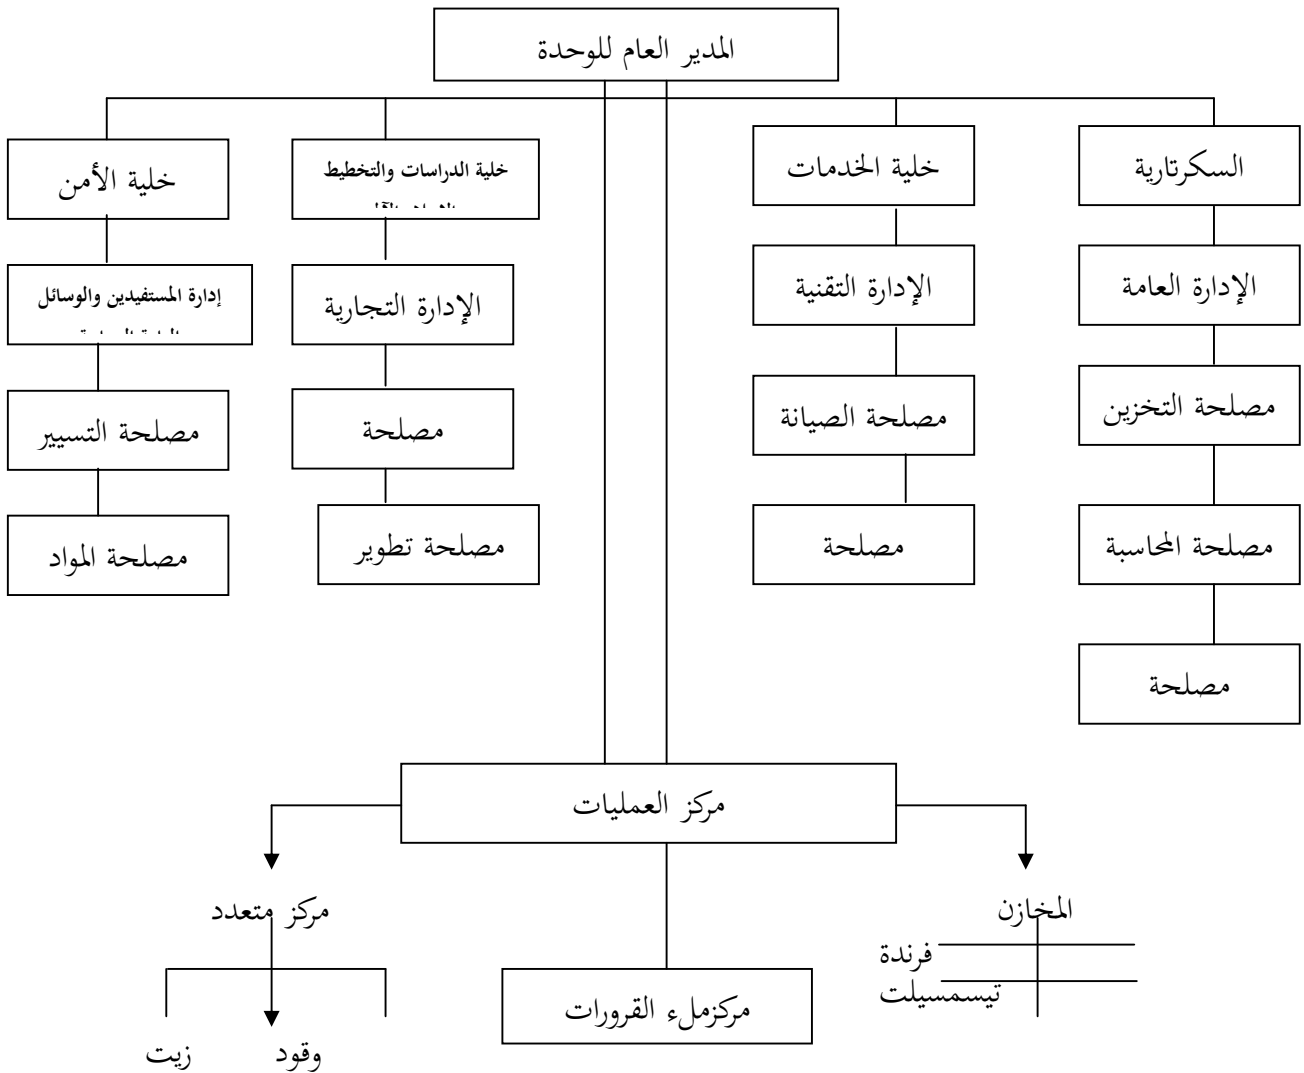 المدير العام للوحدة
السكرتارية
خلية الخدمات
خلية الدراسات والتخطيط
خلية الأمن
الإدارة العامة
الإدارة التقنية
الإدارة التجارية
إدارة المستفيدين والوسائل
مصلحة التخزين
مصلحة الصيانة
مصلحة
مصلحة التسيير
مصلحة المحاسبة
مصلحة
مصلحة تطوير
مصلحة المواد
مصلحة
مركز العمليات
المخازن
مركز متعدد
فرندة
تيسمسيلت
مركزملء القرورات
وقود
زيت